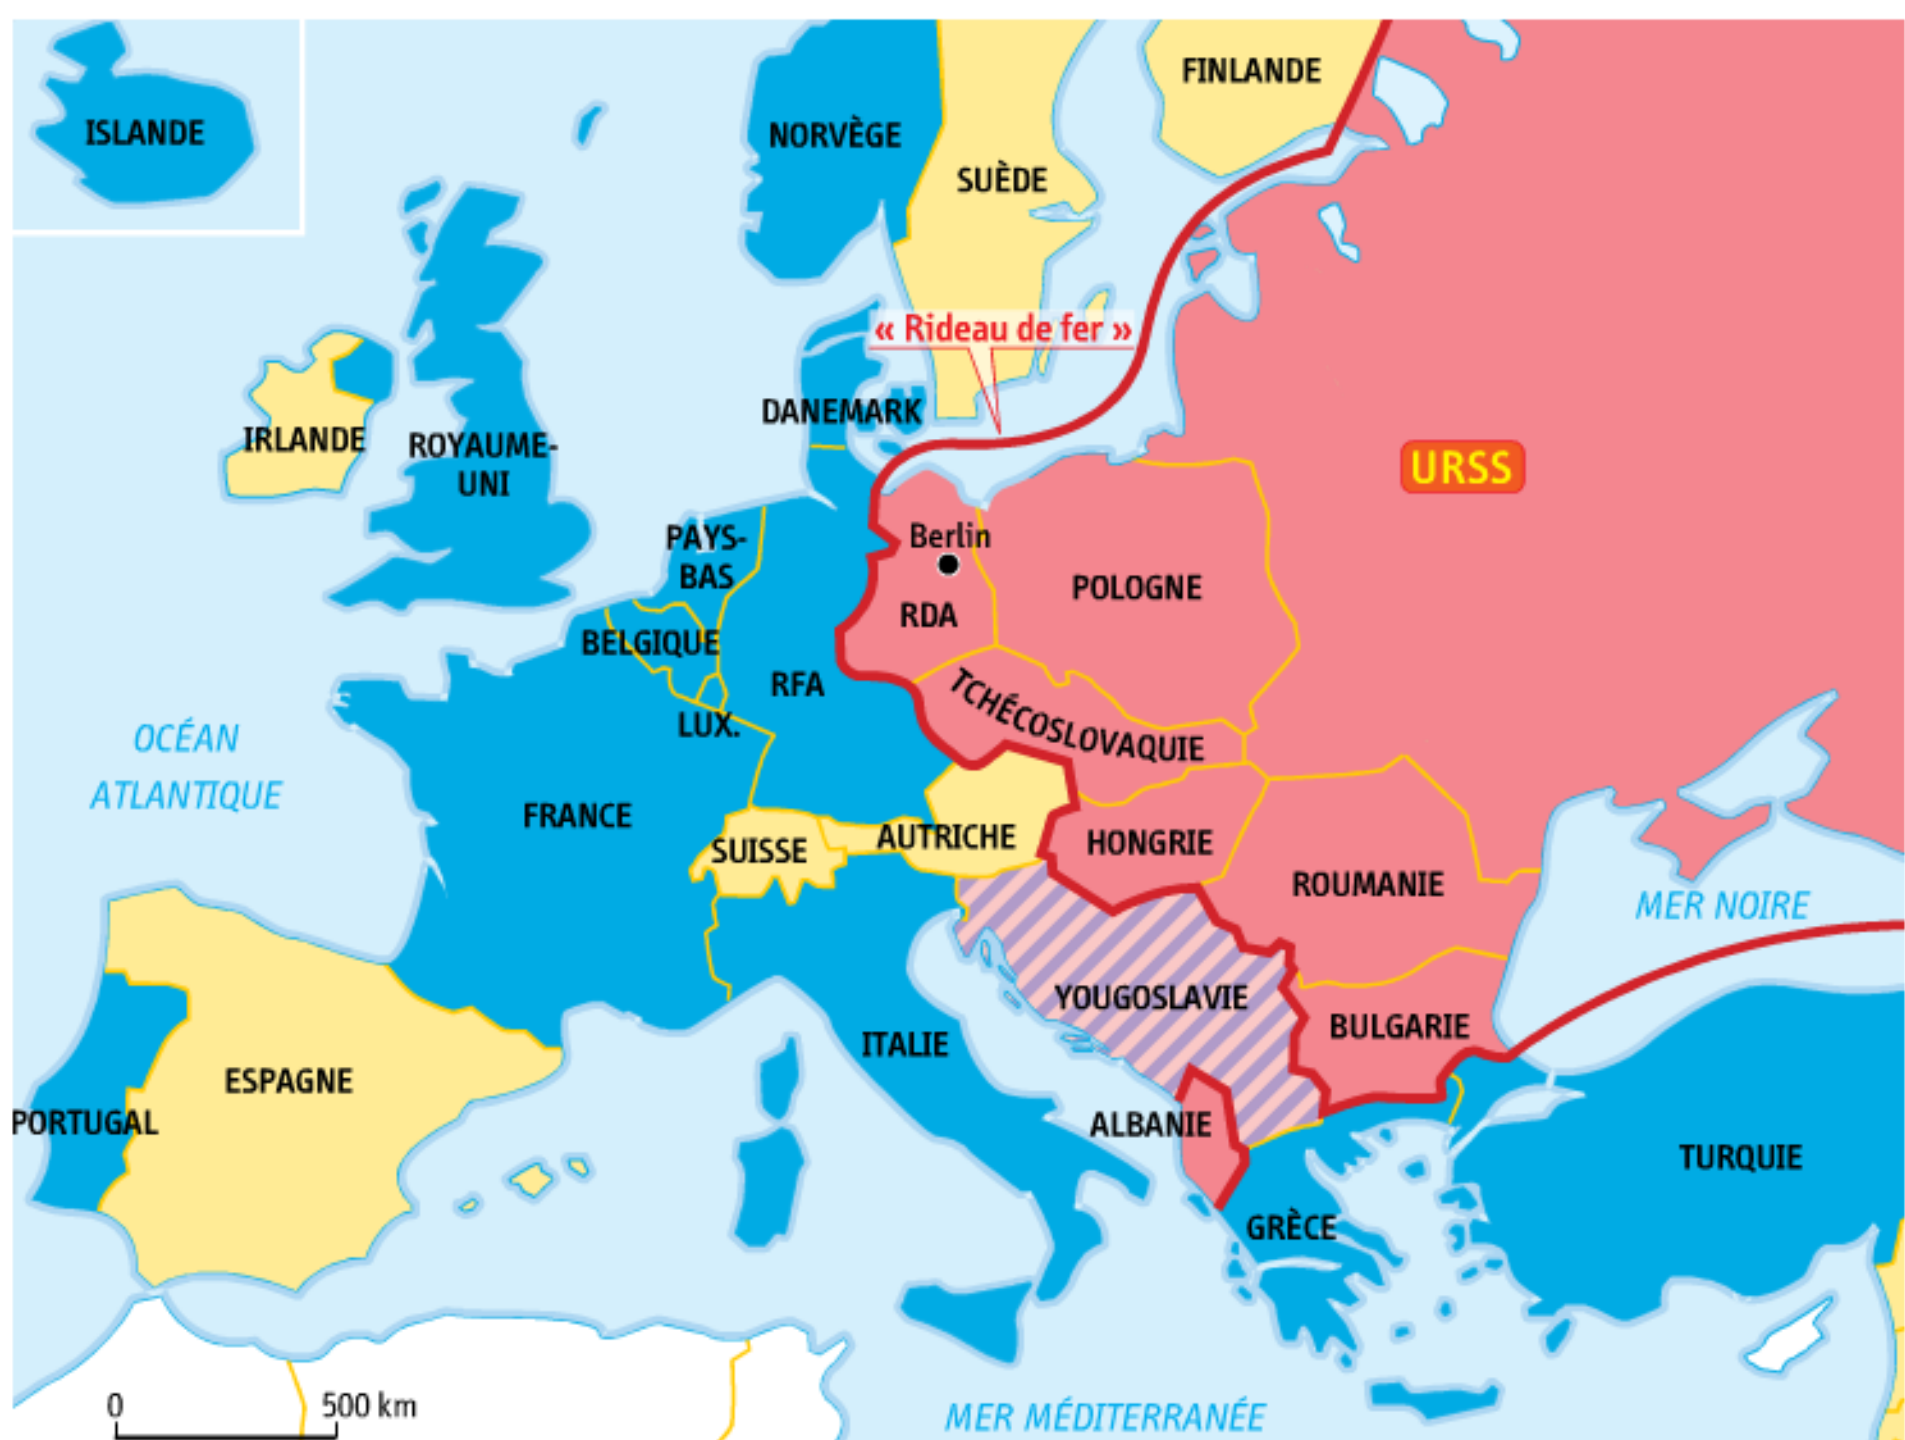 ISLANDE
NORVÈGE
SUÈDE
FINLANDE
« Rideau de fer »
DANEMARK
IRLANDE
ROYAUME-
UNI
URSS
PAYS-
BAS
Berlin
RDA
POLOGNE
BELGIQUE
RFA
LUX.
TCHÉCOSLOVAQUIE
OCÉAN
ATLANTIQUE
FRANCE
SUISSE
AUTRICHE
HONGRIE
ROUMANIE
MER NOIRE
YOUGOSLAVIE
BULGARIE
ITALIE
ESPAGNE
PORTUGAL
ALBANIE
TURQUIE
GRÈCE
0
500 km
MER MÉDITERRANÉE